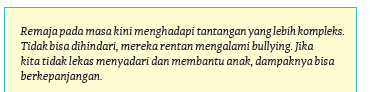 Remaja pada masa kini menghadapi tantangan yang lebih kompleks.
Tidak bisa dihindari, mereka rentan mengalami bullying. Jika
kita tidak lekas menyadari dan membantu anak, dampaknya bisa
berkepanjangan.